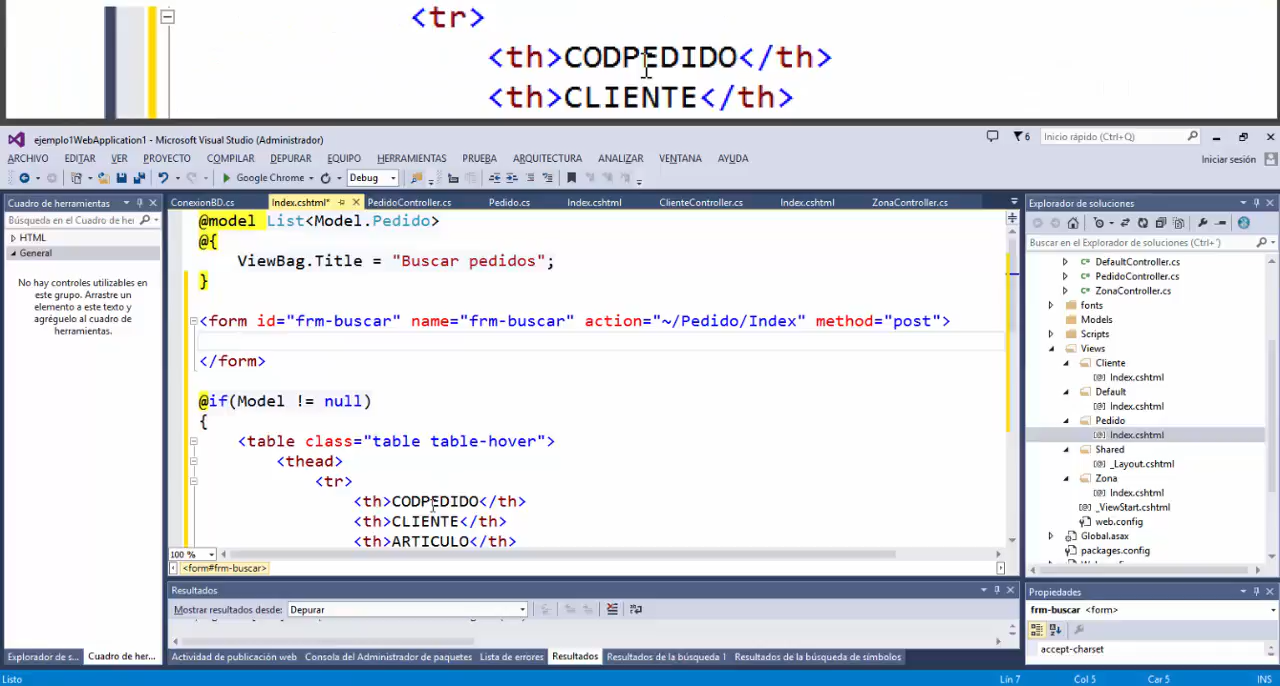 <tr>
<th>CODPEDIDO</th>
<th>CLIENTE</th>
ejemplo1WebApplication1 - Microsoft Visual Studio (Administrador)
6
Inicio rápido (Ctrl+Q)
ARCHIVO EDITAR VER PROYECTO COMPILAR DEPURAR EQUIPO HERRAMIENTAS PRUEBA ARQUITECTURA ANALIZAR VENTANA AYUDA
Iniciar sesión
Google Chrome Debug
Cuadro de herramientas
ConexionBD.cs Index.cshtml* PedidoController.cs Pedido.cs Index.cshtml ClienteController.cs Index.cshtml ZonaController.cs
Explorador de soluciones
Búsqueda en el Cuadro de her
HTML
General
No hay controles utilizables en
este grupo. Arrastre un
elemento a este texto y
agréguelo al cuadro de
herramientas.
@model List<Model.Pedido>
@{
ViewBag.Title = "Buscar pedidos";
}
<form id="frm-buscar" name="frm-buscar" action="~/Pedido/Index" method="post">
</form>
@if(Model != null)
{
<table class="table table-hover">
<thead>
<tr>
<th>CODPEDIDO</th>
<th>CLIENTE</th>
<th>ARTICULO</th>
100 %
<form#frm-buscar>
Buscar en el Explorador de soluciones (Ctrl+')
DefaultController.cs
PedidoController.cs
ZonaController.cs
fonts
Models
Scripts
Views
Cliente
Index.cshtml
Default
Index.cshtml
Pedido
Index.cshtml
Shared
_Layout.cshtml
Zona
Index.cshtml
_ViewStart.cshtml
web.config
Global.asax
packages.config
Resultados
Mostrar resultados desde: Depurar
Propiedades
frm-buscar <form>
accept-charset
Explorador de s... Cuadro de her...
Actividad de publicación web Consola del Administrador de paquetes Lista de errores Resultados Resultados de la búsqueda 1 Resultados de la búsqueda de símbolos
Listo Lín 7 Col 5 Car 5 INS